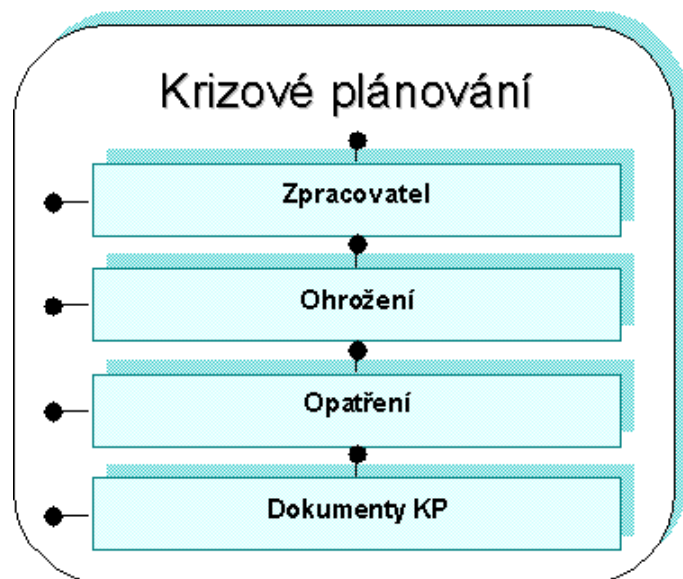 Krizové plánování
Zpracovatel
Ohrožení
Opatření
Dokumenty KP